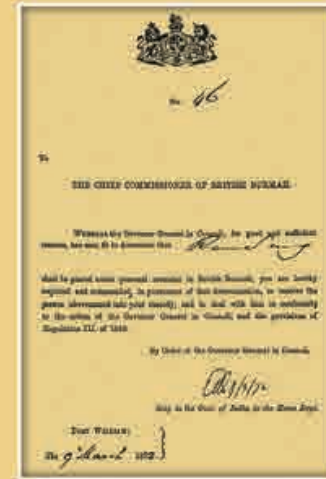 No. 46
To
THE CHIEF COMMISSIONER OF BRITISH BURMAH.
WHEREAS the Governor General in Council, for good and sufficient
reasons, has seen fit to determine that Ram Sing
shall be placed under personal restraint in British Burmah, you are hereby
required and commanded, in pursuance of that determination, to receive the
person abovenamed into your custody, and to deal with him in conformity
to the orders of the Governor General in Council, and the provisions of
Regulation III. of 1818.
By Order of the Governor General in Council,
Secy. to the Govt. of India in the Home Dept.
FORT WILLIAM;
The 9 March 1872.